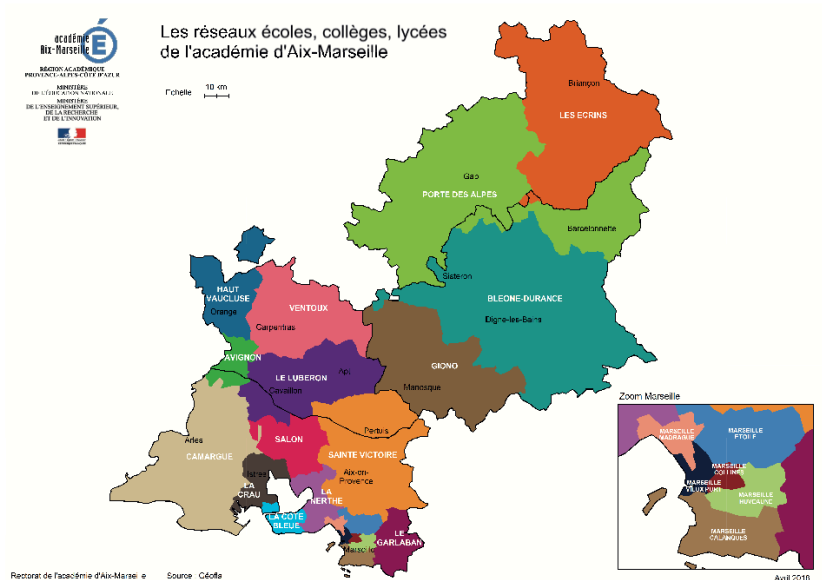 académie
Aix-Marseille
RÉGION ACADÉMIQUE
PROVENCE-ALPES-CÔTE D'AZUR
MINISTÈRE
DE L'ÉDUCATION NATIONALE
MINISTÈRE
DE L'ENSEIGNEMENT SUPÉRIEUR,
DE LA RECHERCHE
ET DE L'INNOVATION
Les réseaux écoles, collèges, lycées
de l'académie d'Aix-Marseille
Echelle
10 km
Briançon
LES ECRINS
Gap
PORTE DES ALPES
Barcelonnette
Sisteron
BLEONE-DURANCE
Digne-les-Bains
HAUT
VAUCLUSE
Orange
VENTOUX
Carpentras
AVIGNON
LE LUBERON
Apt
Cavaillon
GIONO
Manosque
Pertuis
Arles
CAMARGUE
SALON
SAINTE VICTOIRE
Aix-en-
Provence
Istres
LA
CRAU
LA
NERTHE
LA COTE
BLEUE
Marseille
LE
GARLABAN
Zoom Marseille
MARSEILLE
MADRAGUE
MARSEILLE
ETOILE
MARSEILLE
COLLINES
MARSEILLE
VIEUX PORT
MARSEILLE
HUVEAUNE
MARSEILLE
CALANQUES
Rectorat de l'académie d'Aix-Marseille
Source Géofla
Avril 2018